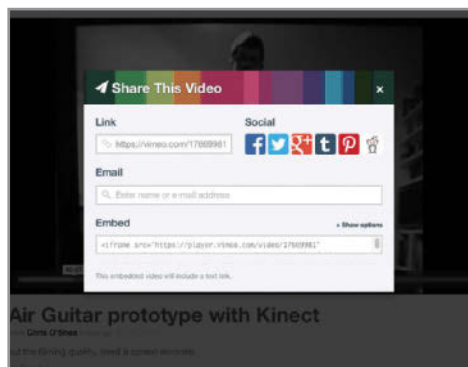 Share This Video
×
Link
Social
https://vimeo.com/17669981
Email
Enter name or e-mail address
Embed
+ Show options
<iframe src="https://player.vimeo.com/video/17669981"
This embedded video will include a text link.
Air Guitar prototype with Kinect
Chris O'Shea